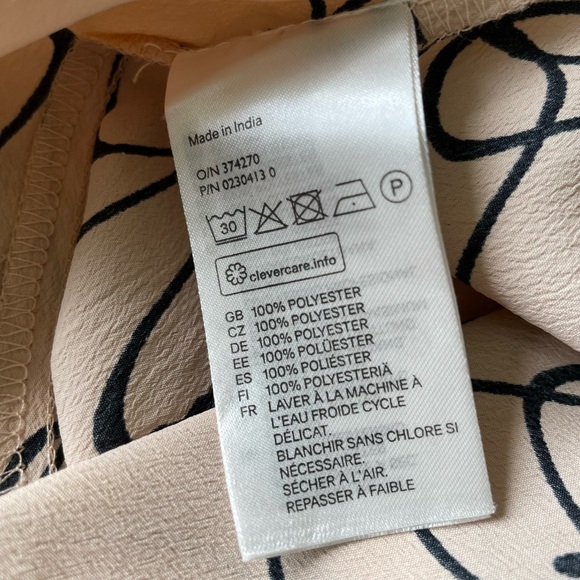 Made in India
O/N 374270
P/N 0230413 0
30
P
clevercare.info
GB 100% POLYESTER
CZ 100% POLYESTER
DE 100% POLYESTER
EE 100% POLÜESTER
ES 100% POLIÉSTER
FI 100% POLYESTERIÄ
FR LAVER À LA MACHINE À
L'EAU FROIDE CYCLE
DÉLICAT.
BLANCHIR SANS CHLORE SI
NÉCESSAIRE.
SÉCHER À L'AIR.
REPASSER À FAIBLE